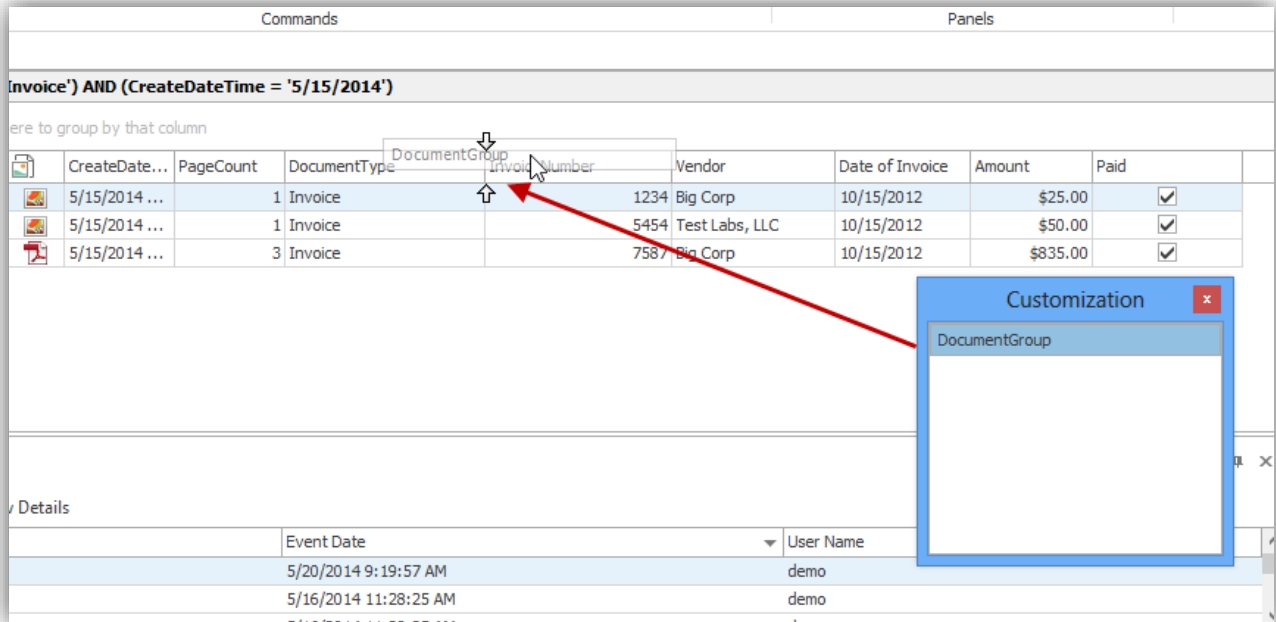 Commands Panels
Invoice') AND (CreateDateTime = '5/15/2014')
ere to group by that column
CreateDate... PageCount DocumentType DocumentGroup Invoice Number Vendor Date of Invoice Amount Paid
5/15/2014 ... 1 Invoice 1234 Big Corp 10/15/2012 $25.00
5/15/2014 ... 1 Invoice 5454 Test Labs, LLC 10/15/2012 $50.00
5/15/2014 ... 3 Invoice 7587 Big Corp 10/15/2012 $835.00
Customization x
DocumentGroup
Details
Event Date User Name
5/20/2014 9:19:57 AM demo
5/16/2014 11:28:25 AM demo